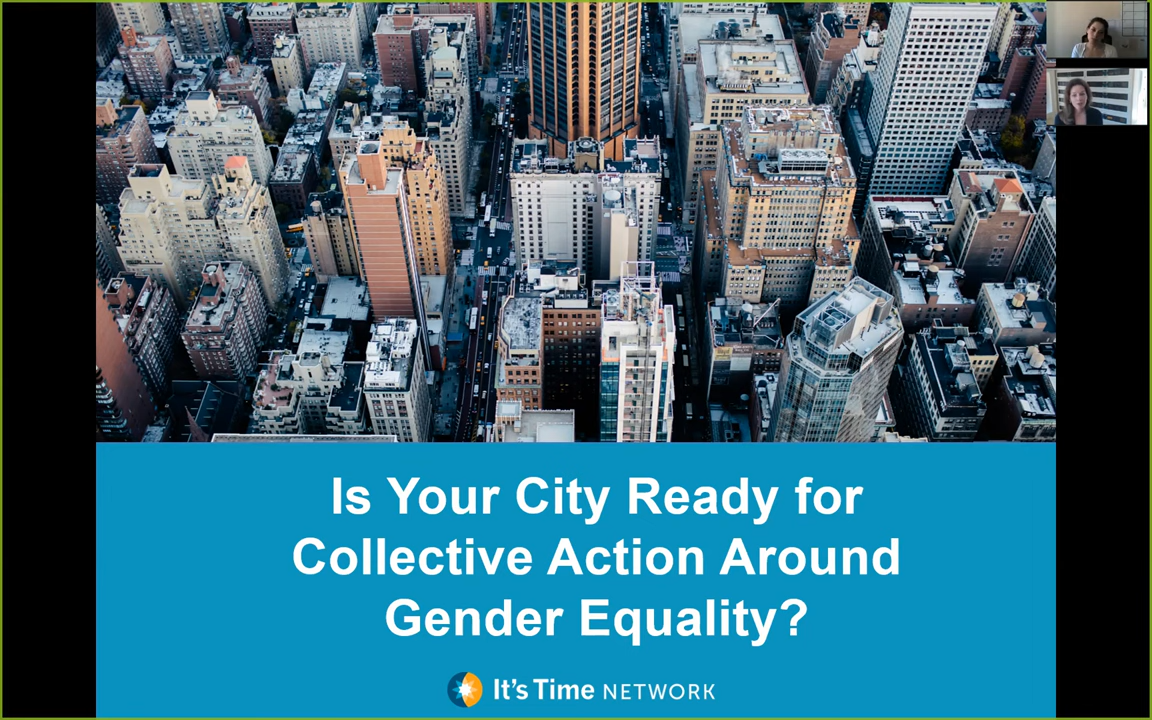 Is Your City Ready for
Collective Action Around
Gender Equality?
It's Time NETWORK